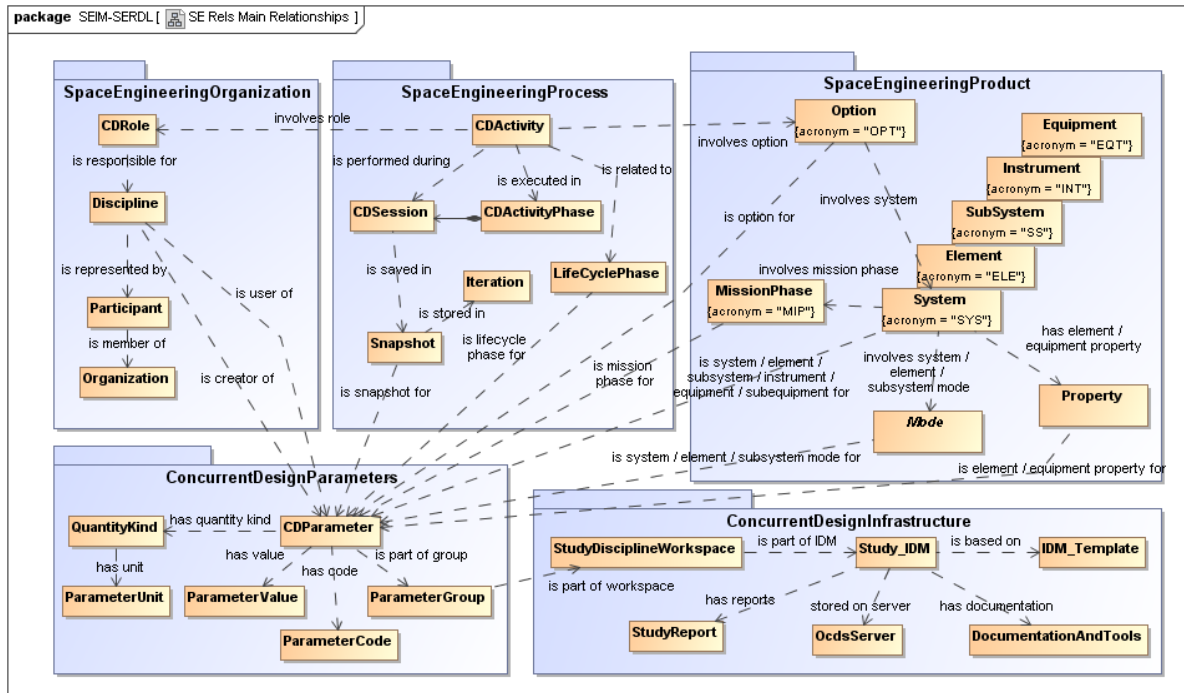 package SEIM-SERDL [ SE Rels Main Relationships ]
SpaceEngineeringOrganization
CDRole
is responsible for
Discipline
is represented by
is user of
Participant
is member of
Organization
is creator of
SpaceEngineeringProcess
involves role
CDActivity
is performed during
is executed in
is related to
CDSession
CDActivityPhase
is saved in
Iteration
LifeCyclePhase
is stored in
Snapshot
is lifecycle
phase for
is snapshot for
SpaceEngineeringProduct
Option
{acronym = "OPT"}
involves option
Equipment
{acronym = "EQT"}
Instrument
{acronym = "INT"}
is option for
involves system
SubSystem
{acronym = "SS"}
Element
{acronym = "ELE"}
involves mission phase
MissionPhase
{acronym = "MIP"}
System
{acronym = "SYS"}
has element /
equipment property
is mission
phase for
is system / element /
subsystem / instrument /
equipment / subequipment for
involves system /
element /
subsystem mode
Mode
Property
is system / element / subsystem mode for
is element / equipment property for
ConcurrentDesignParameters
QuantityKind
has quantity kind
CDParameter
has unit
has value
has code
is part of group
ParameterUnit
ParameterValue
ParameterGroup
ParameterCode
is part of workspace
ConcurrentDesignInfrastructure
StudyDisciplineWorkspace
is part of IDM
Study_IDM
is based on
IDM_Template
has reports
stored on server
has documentation
StudyReport
OcdsServer
DocumentationAndTools